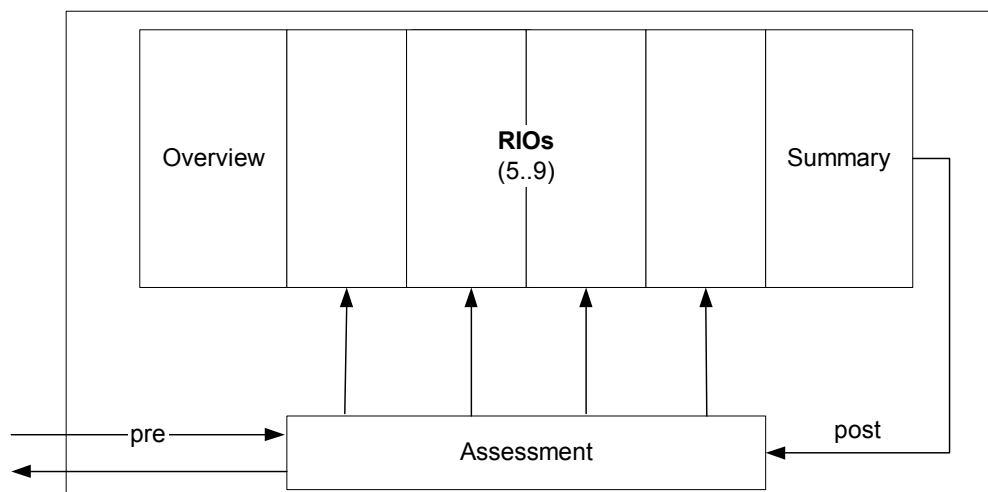 Overview
RIOs
(5..9)
Summary
pre
Assessment
post